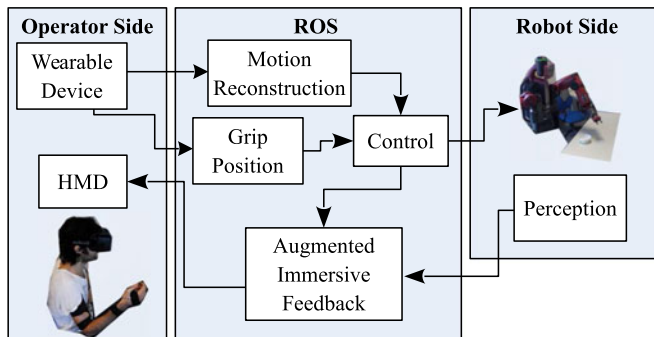 Operator Side
ROS
Robot Side
Wearable
Device
Motion
Reconstruction
Grip
Position
Control
HMD
Perception
Augmented
Immersive
Feedback